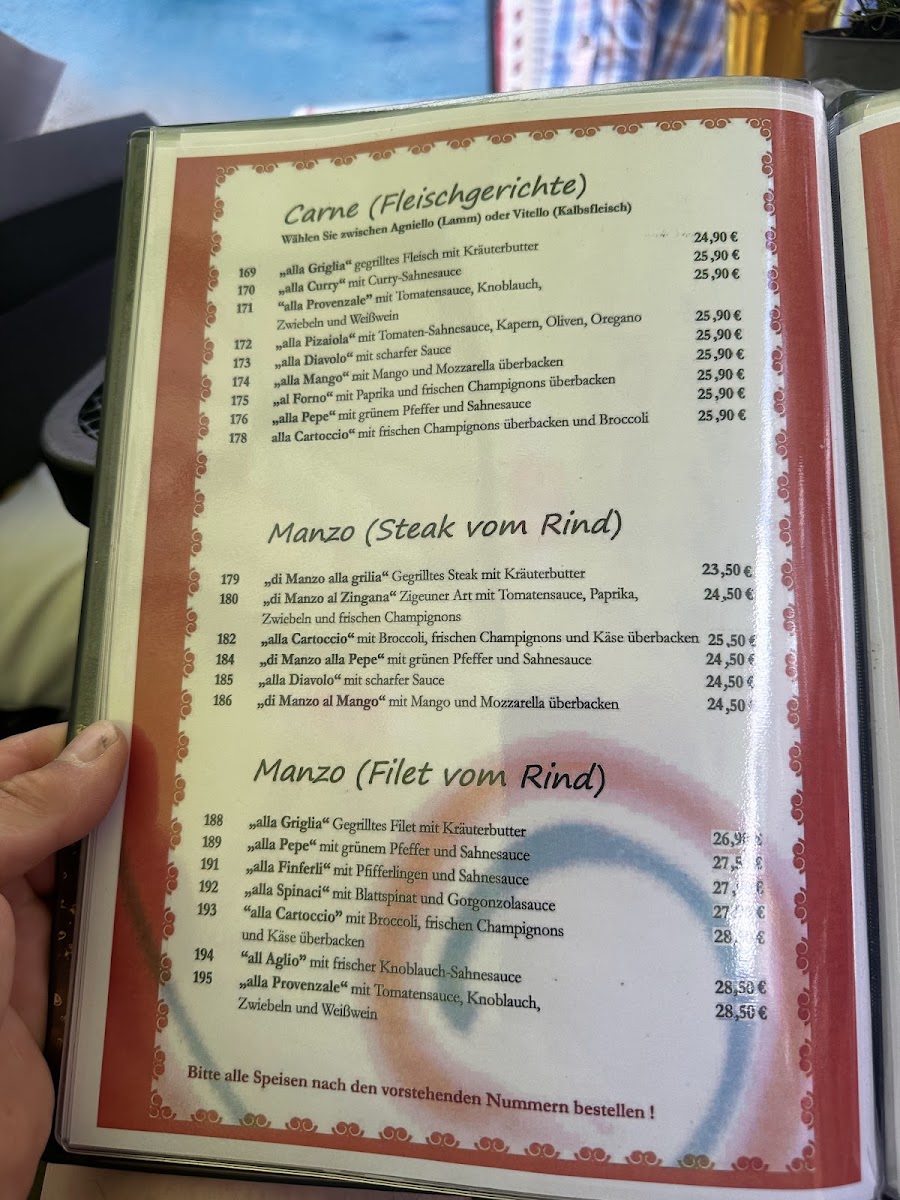 Carne (Fleischgerichte)
Wählen Sie zwischen Agniello (Lamm) oder Vitello (Kalbsfleisch)
169 „alla Griglia“ gegrilltes Fleisch mit Kräuterbutter 24,90 €
170 „alla Curry“ mit Curry-Sahnesauce 25,90 €
171 “alla Provenzale” mit Tomatensauce, Knoblauch, 25,90 €
Zwiebeln und Weißwein
172 „alla Pizaiola“ mit Tomaten-Sahnesauce, Kapern, Oliven, Oregano 25,90 €
173 „alla Diavolo“ mit scharfer Sauce 25,90 €
174 „alla Mango“ mit Mango und Mozzarella überbacken 25,90 €
175 „al Forno“ mit Paprika und frischen Champignons überbacken 25,90 €
176 „alla Pepe“ mit grünem Pfeffer und Sahnesauce 25,90 €
178 alla Cartoccio“ mit frischen Champignons überbacken und Broccoli 25,90 €
Manzo (Steak vom Rind)
179 „di Manzo alla grilia“ Gegrilltes Steak mit Kräuterbutter 23,50 €
180 „di Manzo al Zingana“ Zigeuner Art mit Tomatensauce, Paprika, 24,50 €
Zwiebeln und frischen Champignons
182 „alla Cartoccio“ mit Broccoli, frischen Champignons und Käse überbacken 25,50 €
184 „di Manzo alla Pepe“ mit grünen Pfeffer und Sahnesauce 24,50 €
185 „alla Diavolo“ mit scharfer Sauce 24,50 €
186 „di Manzo al Mango“ mit Mango und Mozzarella überbacken 24,50
Manzo (Filet vom Rind)
188 „alla Griglia“ Gegrilltes Filet mit Kräuterbutter 26,90 €
189 „alla Pepe“ mit grünem Pfeffer und Sahnesauce €
191 „alla Finferli“ mit Pfifferlingen und Sahnesauce €
192 „alla Spinaci“ mit Blattspinat und Gorgonzolasauce €
193 “alla Cartoccio” mit Broccoli, frischen Champignons €
und Käse überbacken
194 “all Aglio” mit frischer Knoblauch-Sahnesauce 28,50 €
195 „alla Provenzale“ mit Tomatensauce, Knoblauch, 28,50 €
Zwiebeln und Weißwein
Bitte alle Speisen nach den vorstehenden Nummern bestellen !